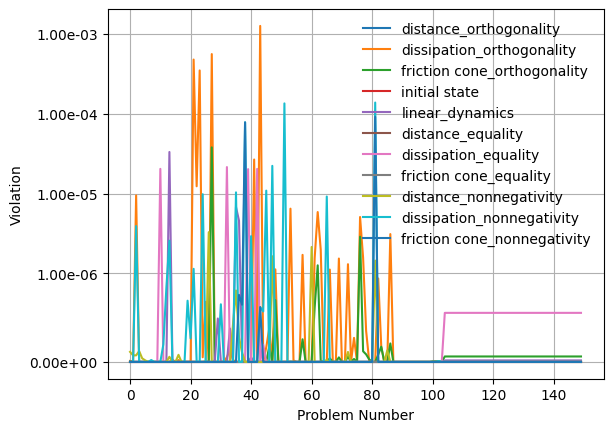 1.00e-03
1.00e-04
1.00e-05
1.00e-06
0.00e+00
Violation
distance_orthogonality
dissipation_orthogonality
friction cone_orthogonality
initial state
linear_dynamics
distance_equality
dissipation_equality
friction cone_equality
distance_nonnegativity
dissipation_nonnegativity
friction cone_nonnegativity
0 20 40 60 80 100 120 140
Problem Number